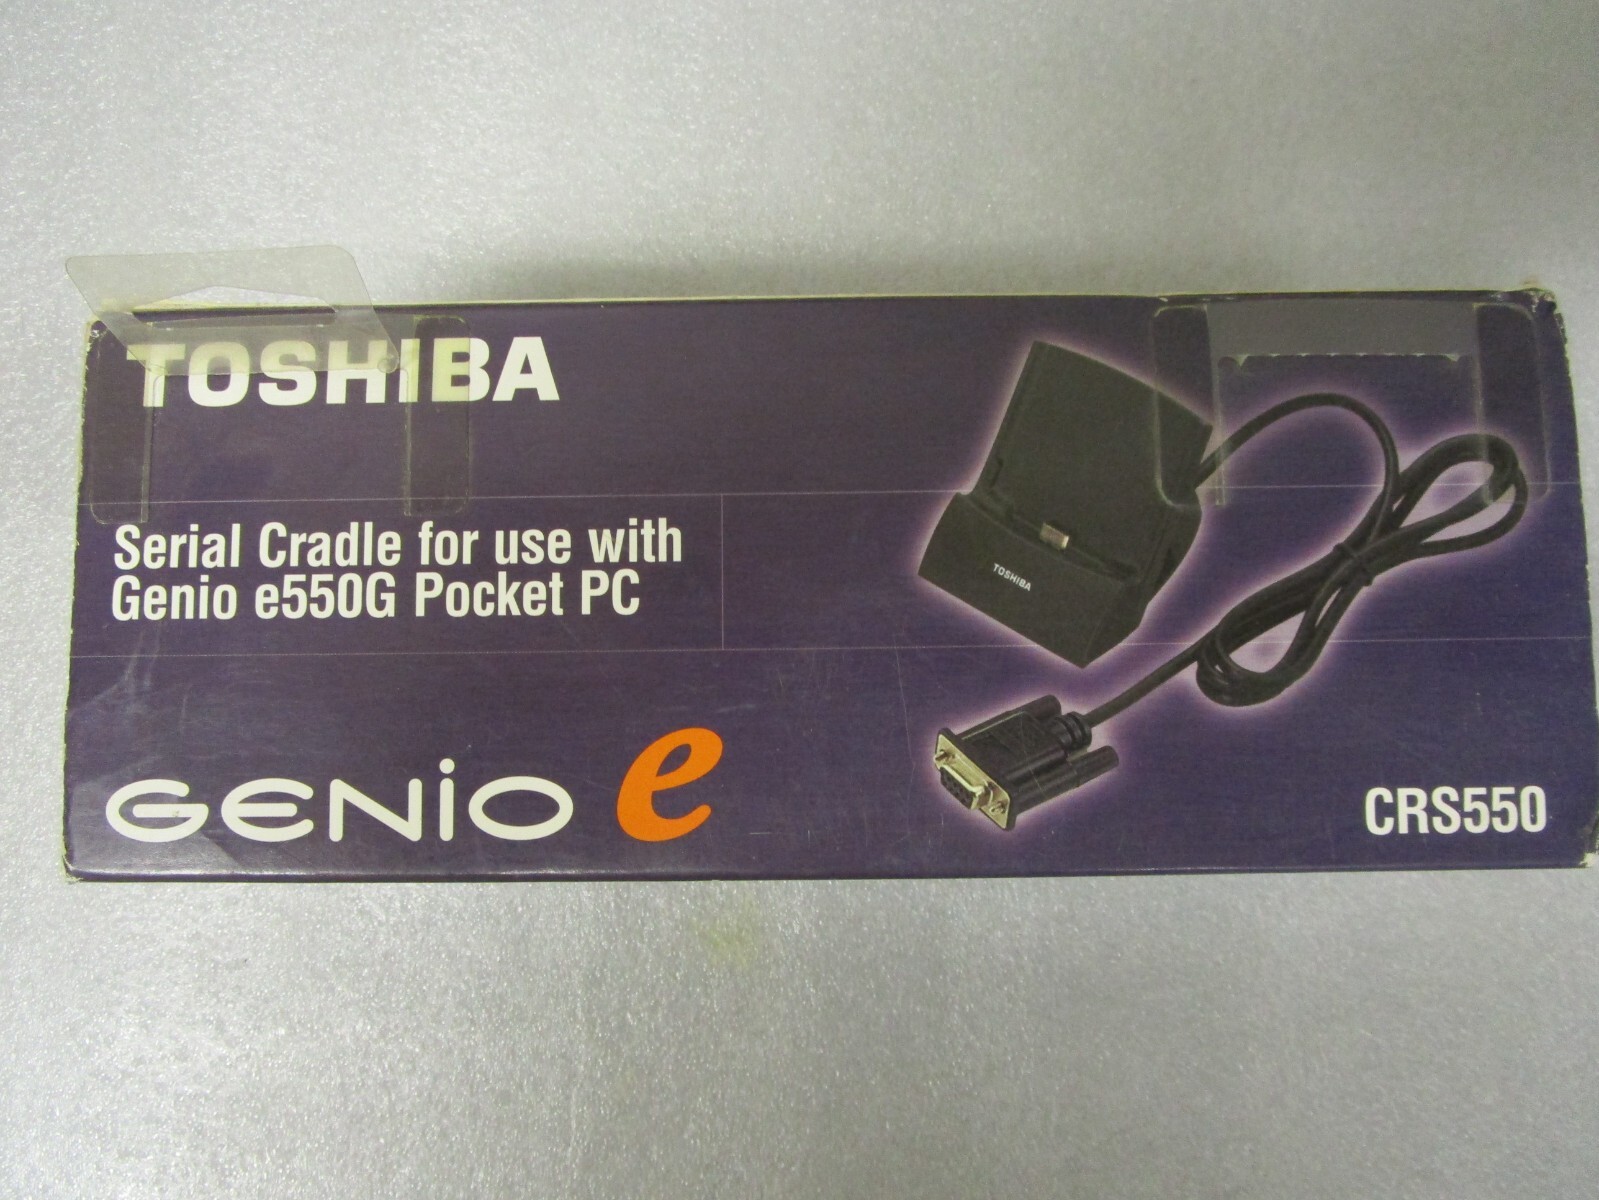 TOSHIBA
Serial Cradle for use with
Genio e550G Pocket PC
TOSHIBA
GENiO e
CRS550